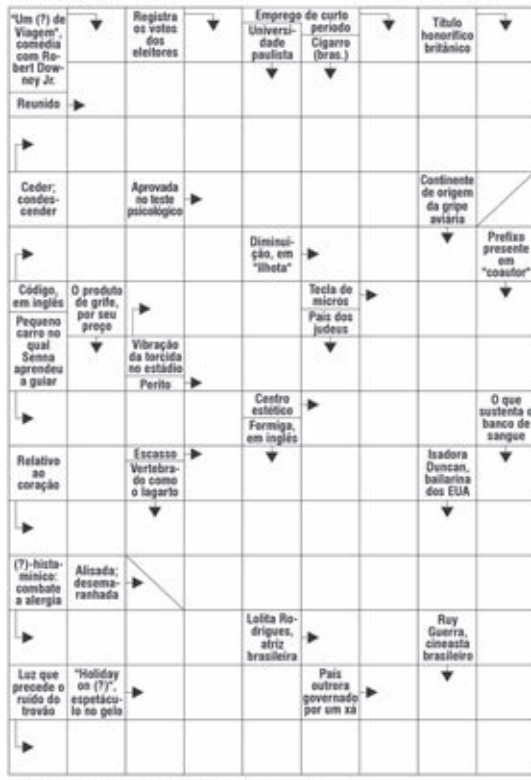 "Um (?) de
Viagem",
comédia
com Ro-
bert Dow-
ney Jr.
Reunido
Registra
os votos
dos
eleitores
Emprego de curto
período
Universi-
dade
paulista
Cigarro
(bras.)
Título
honorífico
britânico
Ceder;
condes-
cender
Aprovada
no teste
psicológico
Continente
de origem
da gripe
aviária
Diminui-
ção, em
"ilhota"
Prefixo
presente
em
"coautor"
Código,
em inglês
Pequeno
carro no
qual
Senna
aprendeu
a guiar
O produto
de grife,
por seu
preço
Tecla de
micros
País dos
judeus
Vibração
da torcida
no estádio
Perito
Centro
estético
Formiga,
em inglês
O que
sustenta o
banco de
sangue
Relativo
ao
coração
Escasso
Vertebra-
do como
o lagarto
Isadora
Duncan,
bailarina
dos EUA
(?)-hista-
mínico:
combate
a alergia
Alisada;
desema-
ranhada
Lolita Ro-
drigues,
atriz
brasileira
Ruy
Guerra,
cineasta
brasileiro
Luz que
precede o
ruído do
trovão
"Holiday
on (?)",
espetácu-
lo no gelo
País
outrora
governado
por um xá